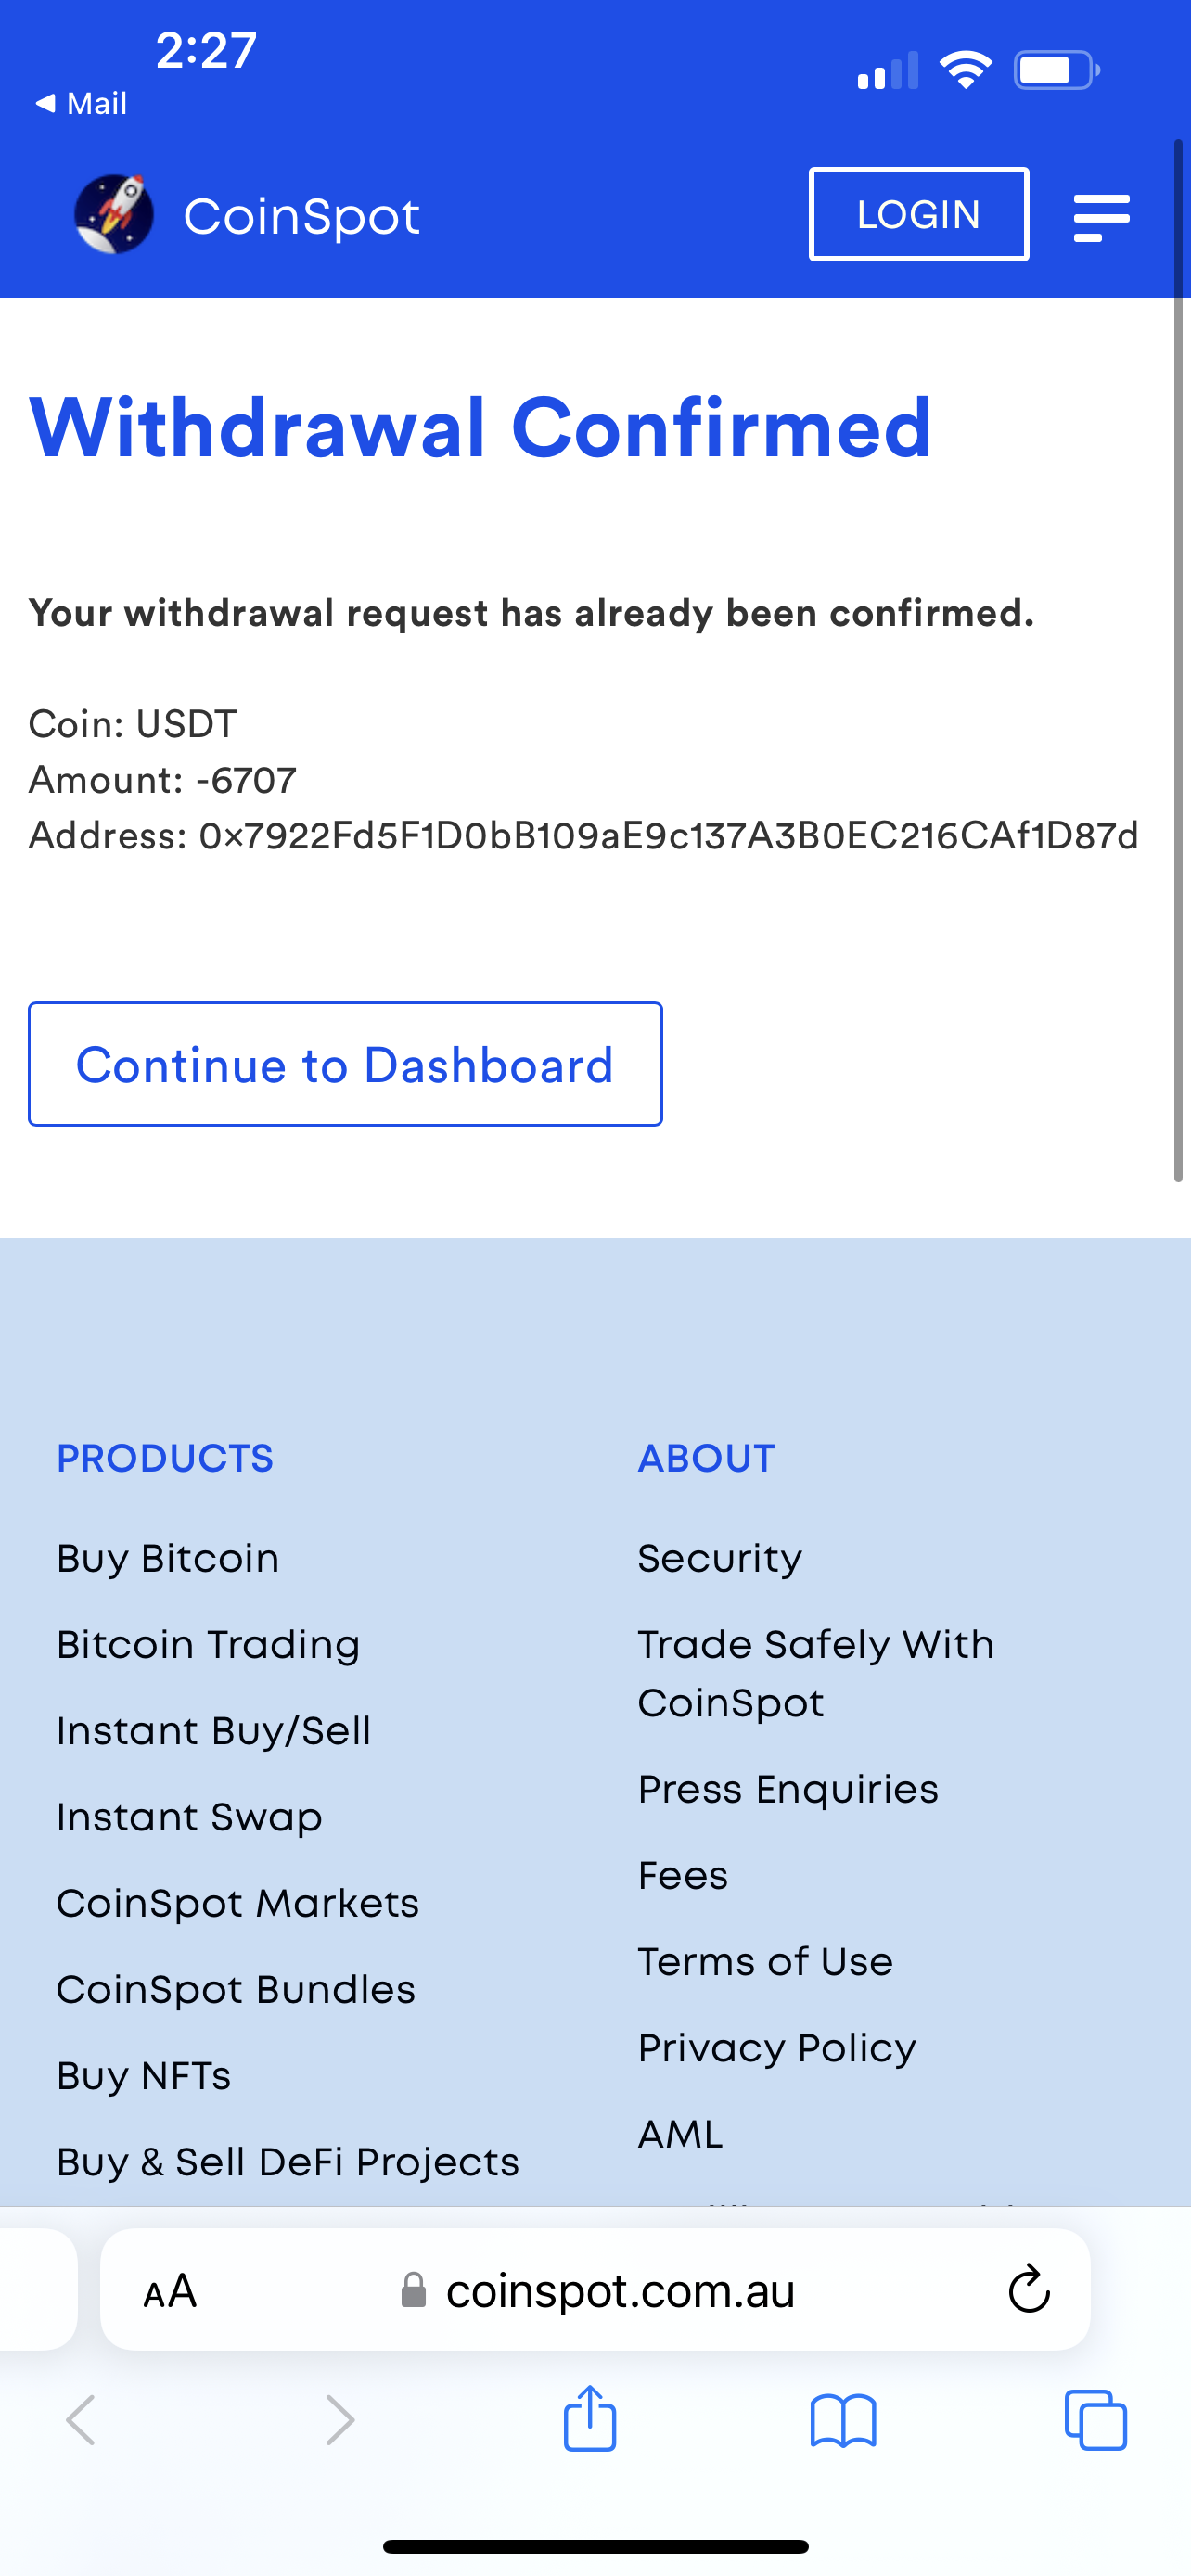 2:27
Mail
CoinSpot
LOGIN
Withdrawal Confirmed
Your withdrawal request has already been confirmed.
Coin: USDT
Amount: -6707
Address: 0x7922Fd5F1D0bB109aE9c137A3B0EC216CAf1D87d
Continue to Dashboard
PRODUCTS
Buy Bitcoin
Bitcoin Trading
Instant Buy/Sell
Instant Swap
CoinSpot Markets
CoinSpot Bundles
Buy NFTs
Buy & Sell DeFi Projects
ABOUT
Security
Trade Safely With
CoinSpot
Press Enquiries
Fees
Terms of Use
Privacy Policy
AML
AA
coinspot.com.au